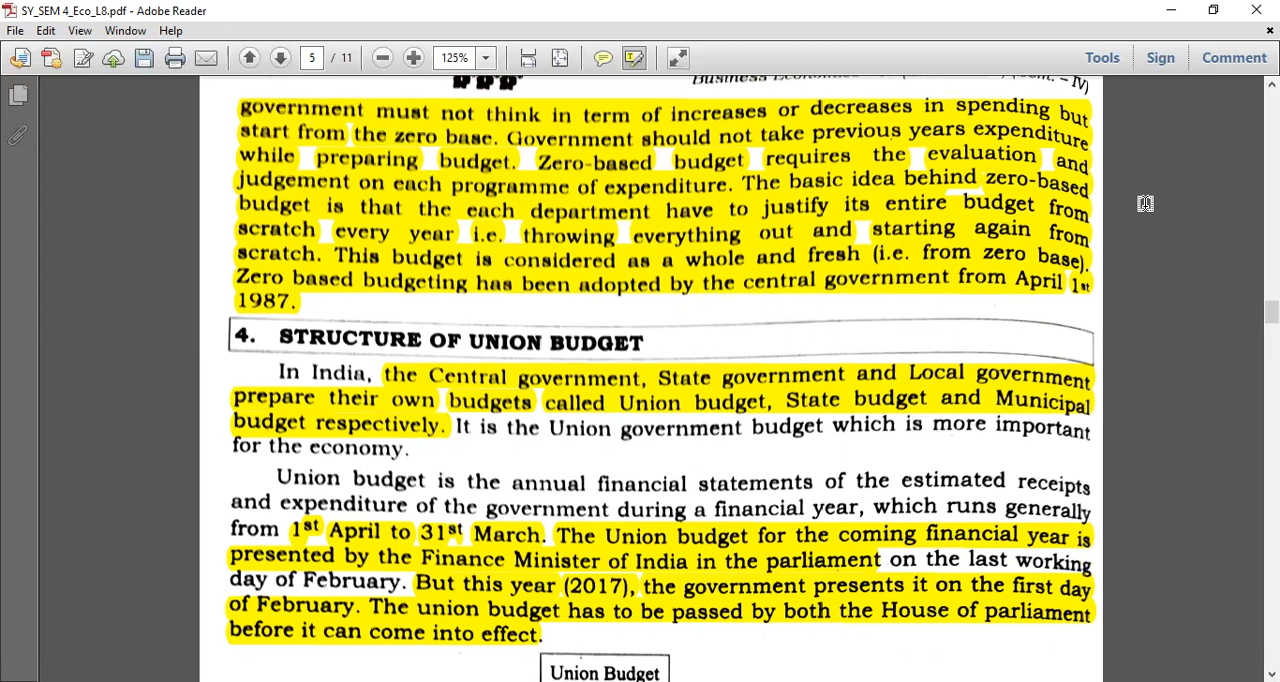 SY_SEM 4_Eco_L8.pdf - Adobe Reader
File Edit View Window Help
5 / 11 125% Tools Sign Comment
Business
government must not think in term of increases or decreases in spending but
start from the zero base. Government should not take previous years expenditure
while preparing budget. Zero-based budget requires the evaluation and
judgement on each programme of expenditure. The basic idea behind zero-based
budget is that the each department have to justify its entire budget from
scratch every year i.e. throwing everything out and starting again from
scratch. This budget is considered as a whole and fresh (i.e. from zero base).
Zero based budgeting has been adopted by the central government from April 1st
1987.
4. STRUCTURE OF UNION BUDGET
In India, the Central government, State government and Local government
prepare their own budgets called Union budget, State budget and Municipal
budget respectively. It is the Union government budget which is more important
for the economy.
Union budget is the annual financial statements of the estimated receipts
and expenditure of the government during a financial year, which runs generally
from 1st April to 31st March. The Union budget for the coming financial year is
presented by the Finance Minister of India in the parliament on the last working
day of February. But this year (2017), the government presents it on the first day
of February. The union budget has to be passed by both the House of parliament
before it can come into effect.
Union Budget